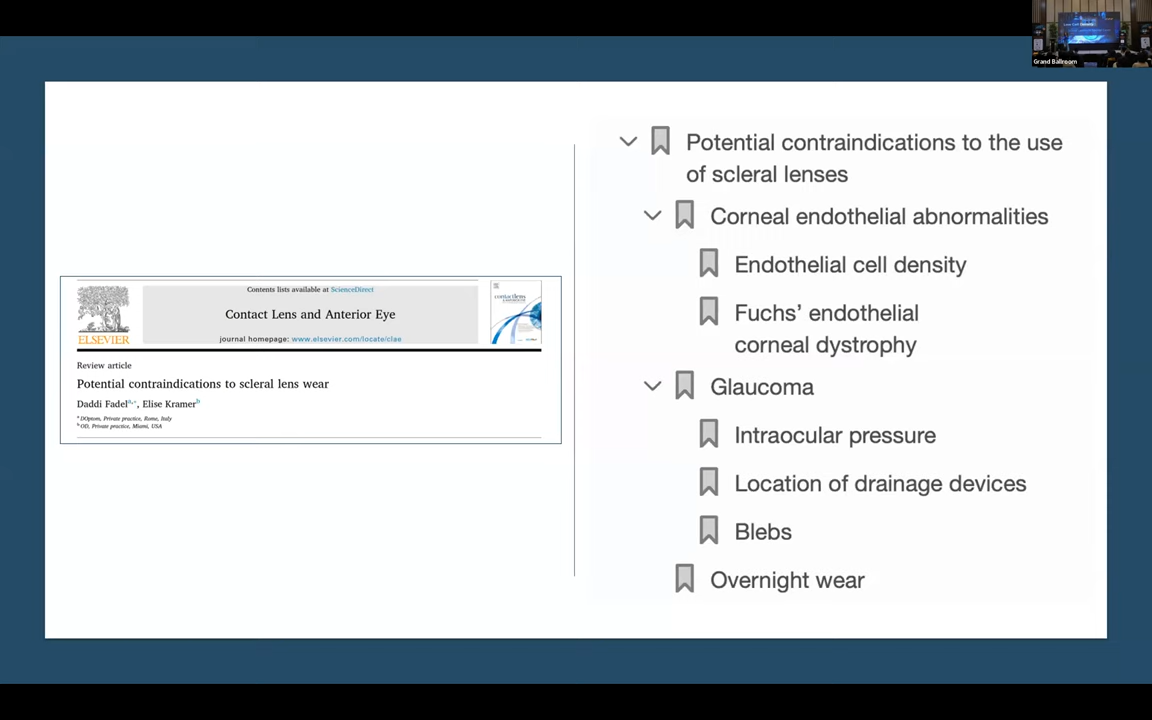 Grand Ballroom
Contents lists available at ScienceDirect
Contact Lens and Anterior Eye
journal homepage: www.elsevier.com/locate/clae
ELSEVIER
Review article
Potential contraindications to scleral lens wear
Daddi Fadel a,*, Elise Kramer b
a DOptom, Private practice, Rome, Italy
b OD, Private practice, Miami, USA
Potential contraindications to the use
of scleral lenses
Corneal endothelial abnormalities
Endothelial cell density
Fuchs’ endothelial
corneal dystrophy
Glaucoma
Intraocular pressure
Location of drainage devices
Blebs
Overnight wear